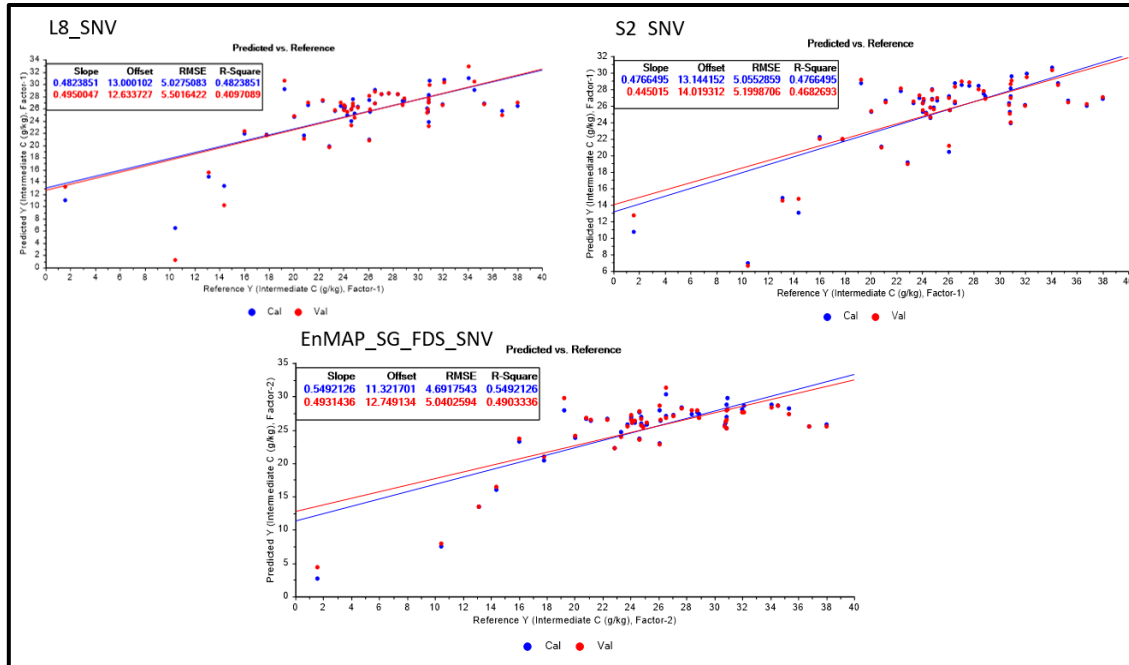 L8_SNV
Predicted vs. Reference
Slope Offset RMSE R-Square
0.4823851 13.000102 5.0275083 0.4823851
0.4950047 12.633727 5.5016422 0.4097089
Predicted Y (Intermediate C (g/kg), Factor-1)
34
32
30
28
26
24
22
20
18
16
14
12
10
8
6
4
2
0
0 2 4 6 8 10 12 14 16 18 20 22 24 26 28 30 32 34 36 38 40
Reference Y (Intermediate C (g/kg), Factor-1)
Cal Val
S2 SNV
Predicted vs. Reference
Slope Offset RMSE R-Square
0.4766495 13.144152 5.0552859 0.4766495
0.445015 14.019312 5.1998706 0.4682693
Predicted Y (Intermediate C (g/kg), Factor-1)
32
30
28
26
24
22
20
18
16
14
12
10
8
6
0 2 4 6 8 10 12 14 16 18 20 22 24 26 28 30 32 34 36 38 40
Reference Y (Intermediate C (g/kg), Factor-1)
Cal Val
EnMAP_SG_FDS_SNV
Predicted vs. Reference
Slope Offset RMSE R-Square
0.5492126 11.321701 4.6917543 0.5492126
0.4931436 12.749134 5.0402594 0.4903336
Predicted Y (Intermediate C (g/kg), Factor-2)
35
30
25
20
15
10
5
0
0 2 4 6 8 10 12 14 16 18 20 22 24 26 28 30 32 34 36 38 40
Reference Y (Intermediate C (g/kg), Factor-2)
Cal Val